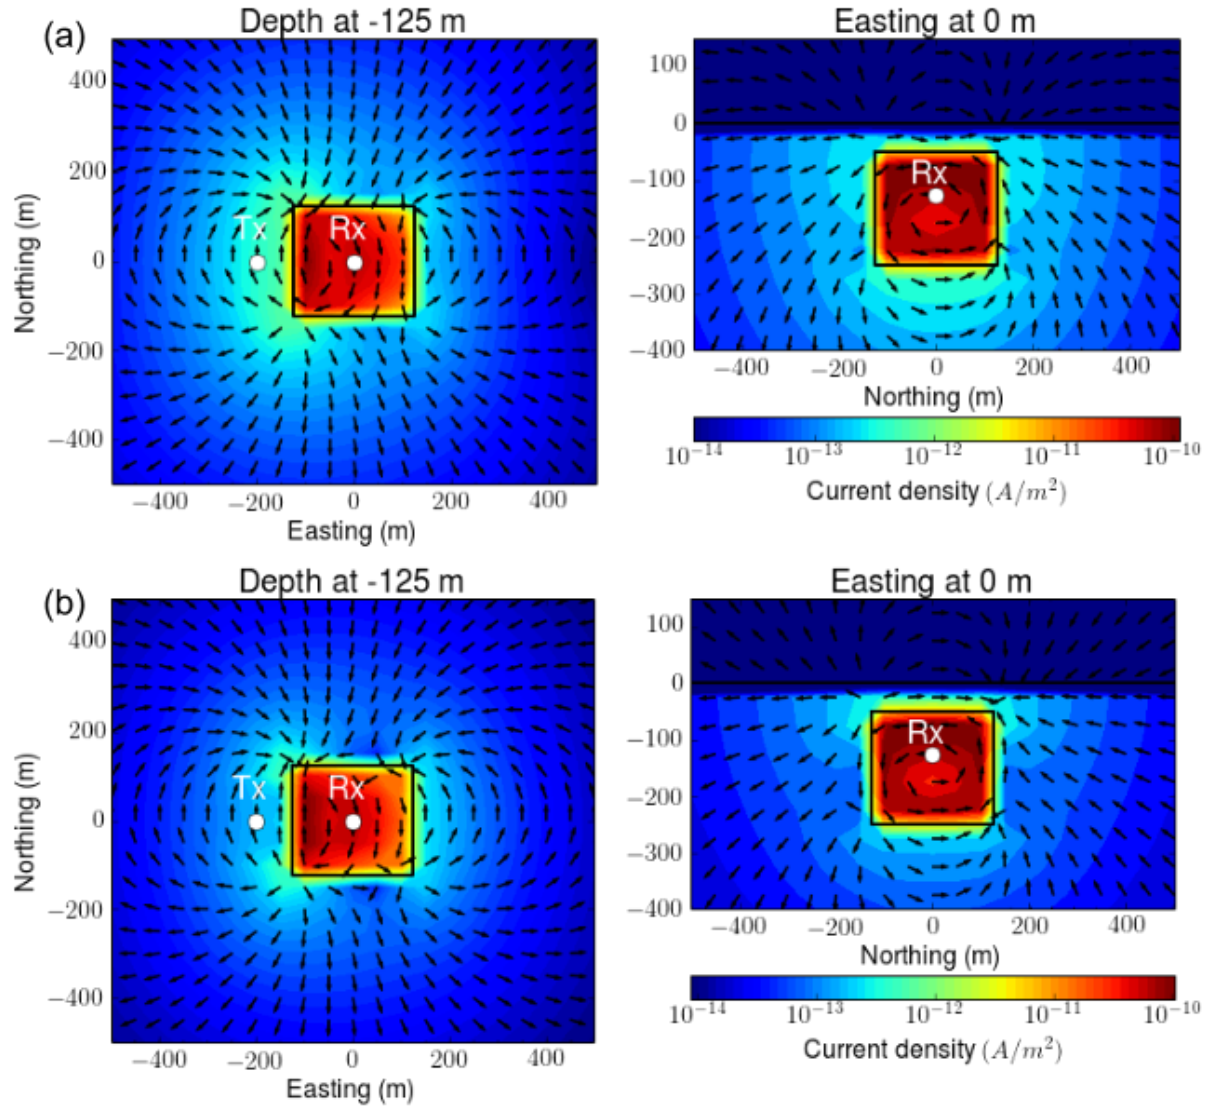 (a)
Depth at -125 m
Easting at 0 m
Northing (m)
400
200
0
−200
−400
Tx
Rx
−400
−200
0
200
400
Easting (m)
100
0
−100
−200
−300
−400
Rx
−400
−200
0
200
400
Northing (m)
10⁻¹⁴
10⁻¹³
10⁻¹²
10⁻¹¹
10⁻¹⁰
Current density (A/m²)
(b)
Depth at -125 m
Easting at 0 m
Northing (m)
400
200
0
−200
−400
Tx
Rx
−400
−200
0
200
400
Easting (m)
100
0
−100
−200
−300
−400
Rx
−400
−200
0
200
400
Northing (m)
10⁻¹⁴
10⁻¹³
10⁻¹²
10⁻¹¹
10⁻¹⁰
Current density (A/m²)